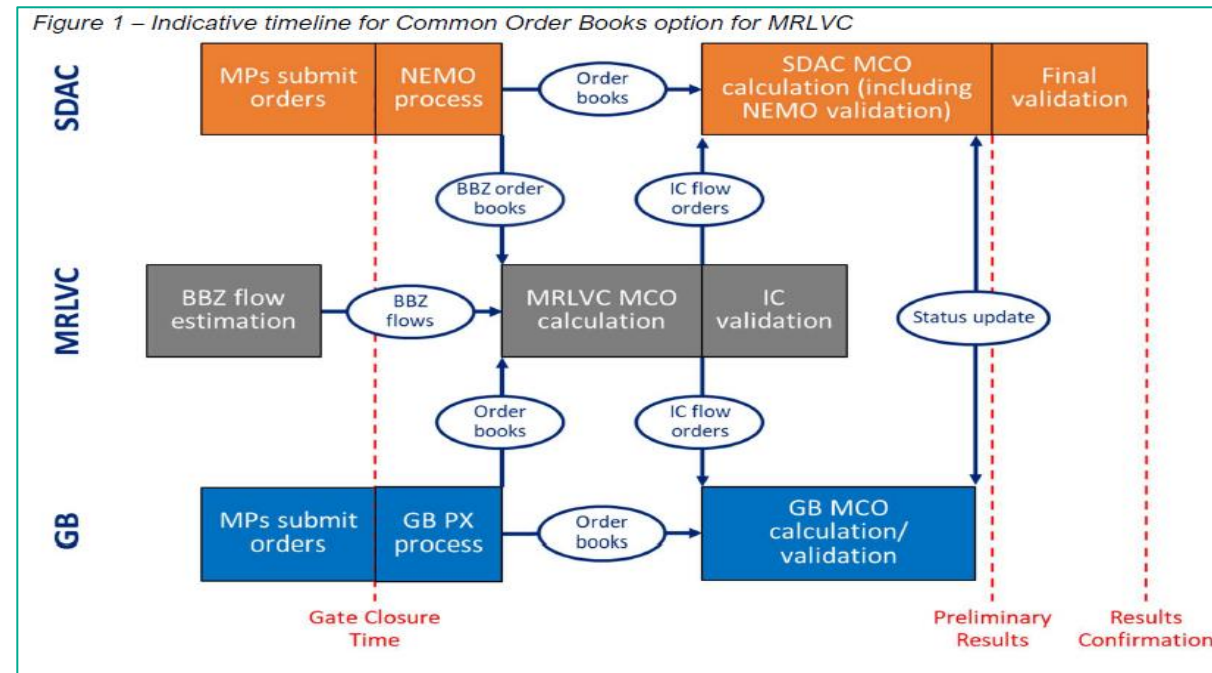 Figure 1 – Indicative timeline for Common Order Books option for MRLVC
SDAC
MPs submit
orders
NEMO
process
Order
books
SDAC MCO
calculation (including
NEMO validation)
Final
validation
BBZ order
books
IC flow
orders
MRLVC
BBZ flow
estimation
BBZ
flows
MRLVC MCO
calculation
IC
validation
Status update
Order
books
IC flow
orders
GB
MPs submit
orders
GB PX
process
Order
books
GB MCO
calculation/
validation
Gate Closure
Time
Preliminary
Results
Results
Confirmation